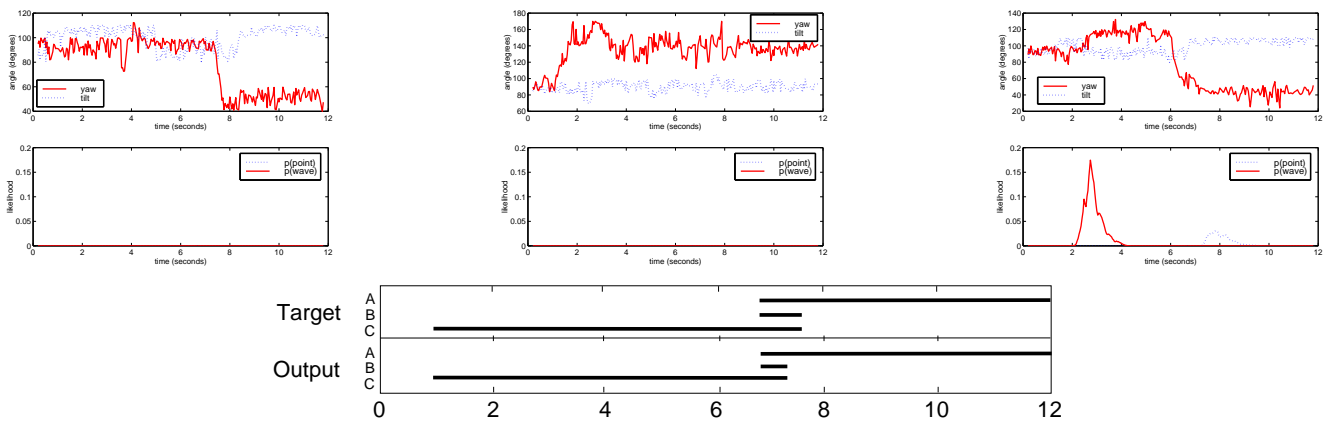 120
100
80
60
40
angle (degrees)
yaw
tilt
0 2 4 6 8 10 12
time (seconds)
180
160
140
120
100
80
60
angle (degrees)
yaw
tilt
0 2 4 6 8 10 12
time (seconds)
140
120
100
80
60
40
20
angle (degrees)
yaw
tilt
0 2 4 6 8 10 12
time (seconds)
0.2
0.15
0.1
0.05
0
likelihood
p(point)
p(wave)
0 2 4 6 8 10 12
time (seconds)
0.2
0.15
0.1
0.05
0
likelihood
p(point)
p(wave)
0 2 4 6 8 10 12
time (seconds)
0.2
0.15
0.1
0.05
0
likelihood
p(point)
p(wave)
0 2 4 6 8 10 12
time (seconds)
Target
A
B
C
Output
A
B
C
0 2 4 6 8 10 12